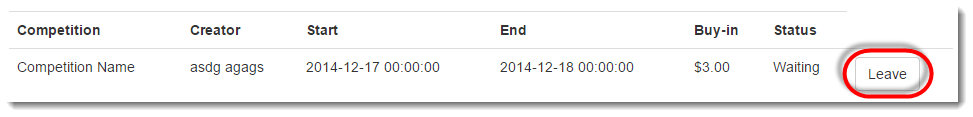 Competition Creator Start End Buy-in Status
Competition Name asdg agags 2014-12-17 00:00:00 2014-12-18 00:00:00 $3.00 Waiting Leave